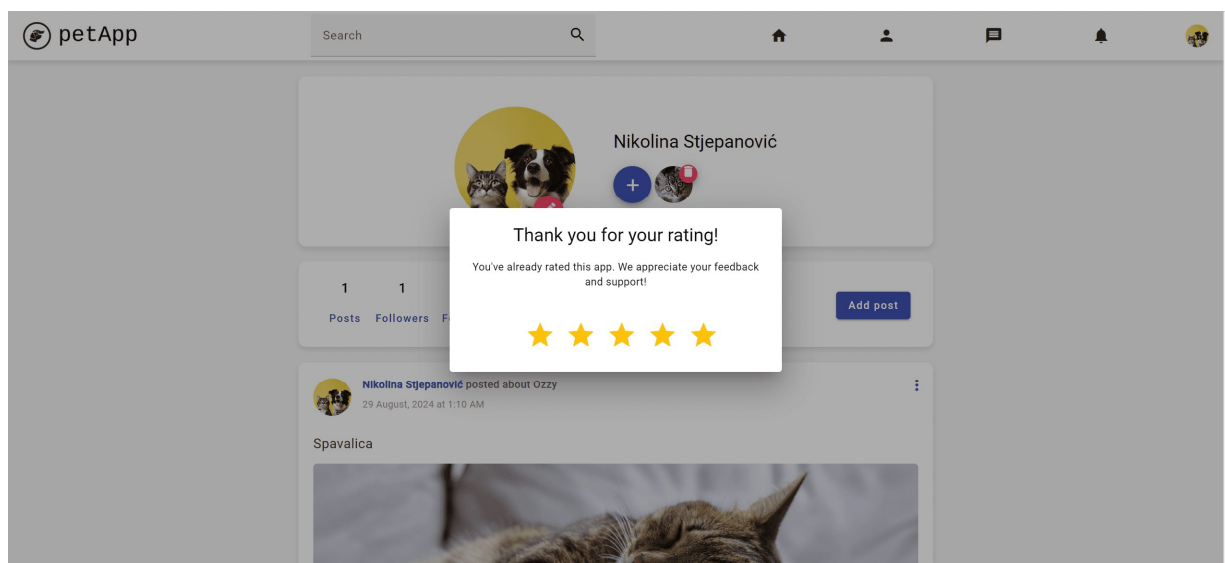 petApp
Search
Nikolina Stjepanović
Thank you for your rating!
You've already rated this app. We appreciate your feedback
and support!
1 1
Posts Followers
Add post
Nikolina Stjepanović posted about Ozzy
29 August, 2024 at 1:10 AM
Spavalica